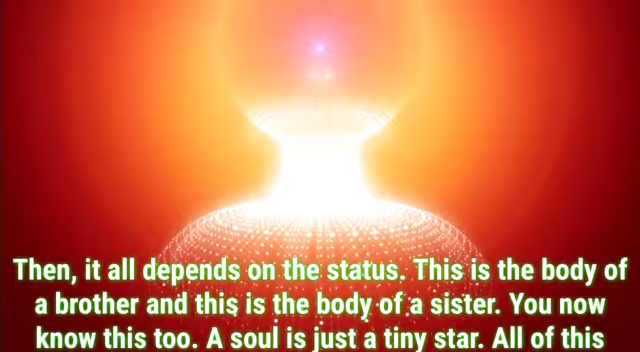 Then, it all depends on the status. This is the body of
a brother and this is the body of a sister. You now
know this too. A soul is just a tiny star. All of this